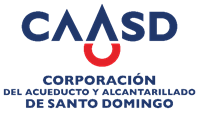 CAASD
CORPORACIÓN
DEL ACUEDUCTO Y ALCANTARILLADO
DE SANTO DOMINGO